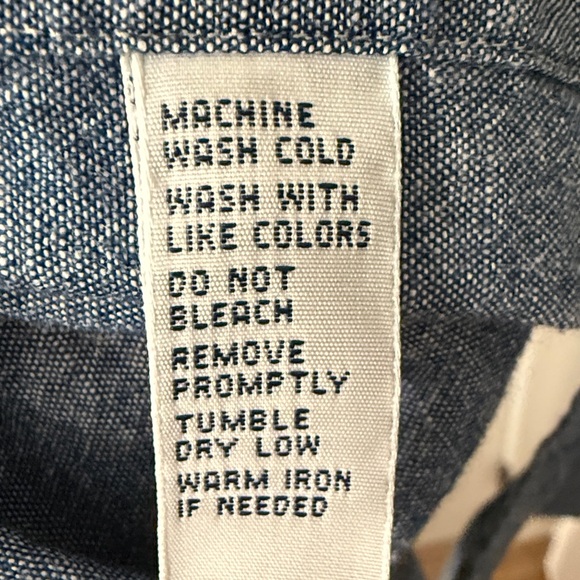 MACHINE
WASH COLD
WASH WITH
LIKE COLORS
DO NOT
BLEACH
REMOVE
PROMPTLY
TUMBLE
DRY LOW
WARM IRON
IF NEEDED